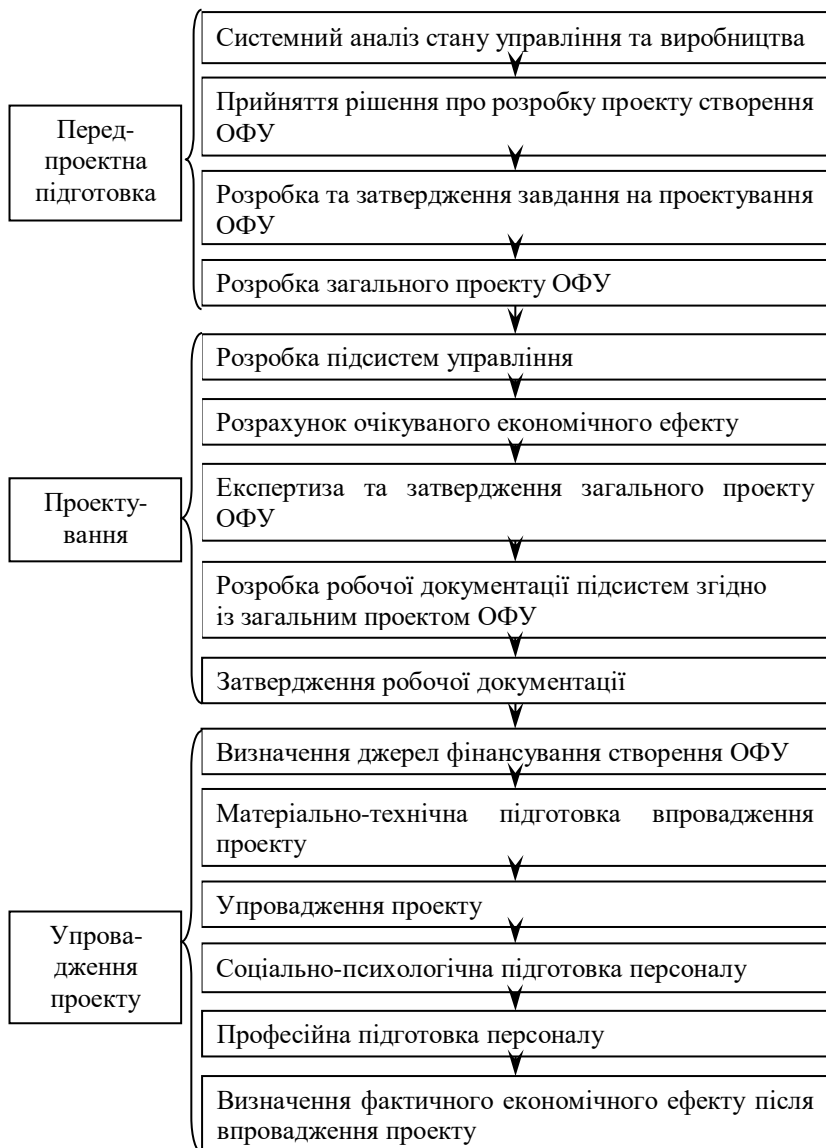 Системний аналіз стану управління та виробництва
Перед-
проектна
підготовка
Прийняття рішення про розробку проекту створення
ОФУ
Розробка та затвердження завдання на проектування
ОФУ
Розробка загального проекту ОФУ
Проекту-
вання
Розробка підсистем управління
Розрахунок очікуваного економічного ефекту
Експертиза та затвердження загального проекту
ОФУ
Розробка робочої документації підсистем згідно
із загальним проектом ОФУ
Затвердження робочої документації
Упрова-
дження
проекту
Визначення джерел фінансування створення ОФУ
Матеріально-технічна підготовка впровадження
проекту
Упровадження проекту
Соціально-психологічна підготовка персоналу
Професійна підготовка персоналу
Визначення фактичного економічного ефекту після
впровадження проекту